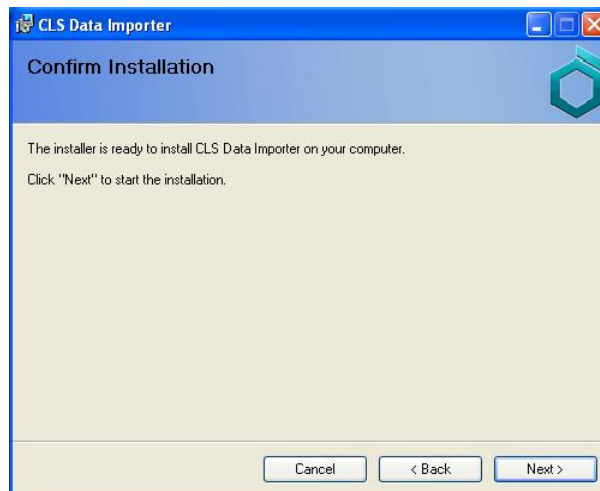 CLS Data Importer
Confirm Installation
The installer is ready to install CLS Data Importer on your computer.
Click "Next" to start the installation.
Cancel
< Back
Next >